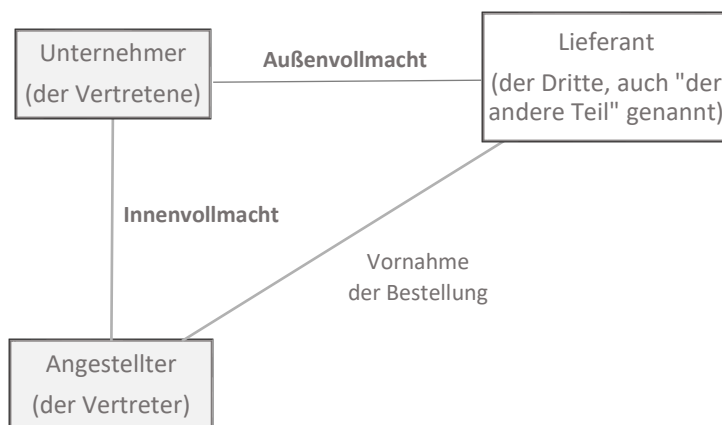 Unternehmer
(der Vertretene)
Außenvollmacht
Lieferant
(der Dritte, auch "der
andere Teil" genannt)
Innenvollmacht
Vornahme
der Bestellung
Angestellter
(der Vertreter)